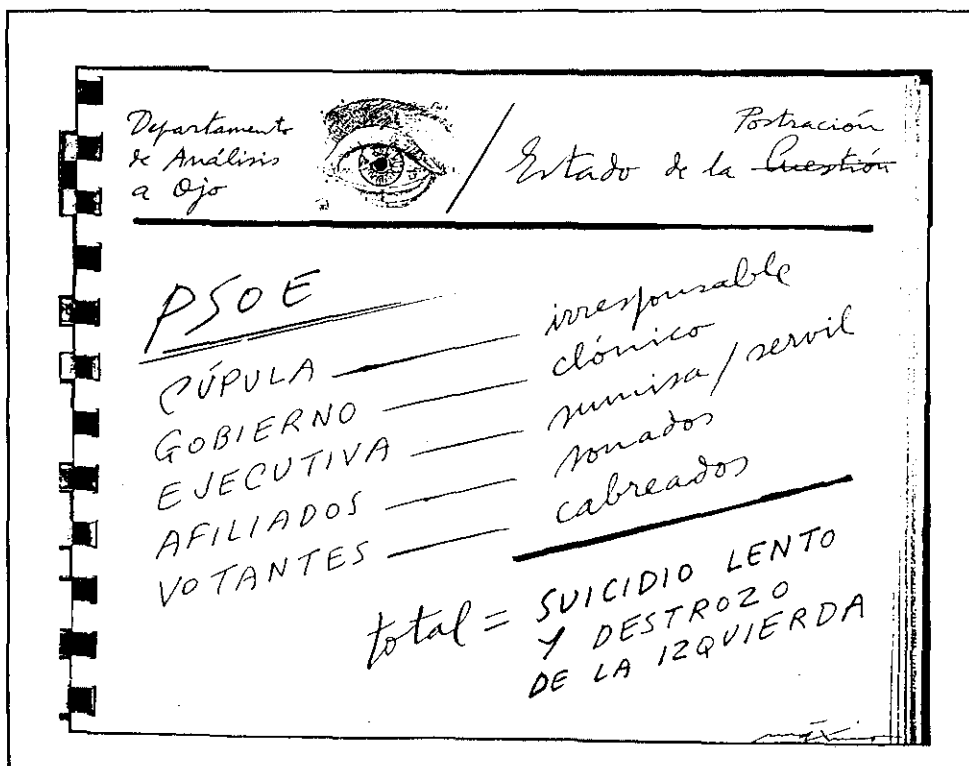 Departamento
de Análisis
a Ojo
Postración
Estado de la Cuestión
PSOE
CÚPULA — irresponsable
GOBIERNO — clónico
EJECUTIVA — sumisa / servil
AFILIADOS — sonados
VOTANTES — cabreados
total = SUICIDIO LENTO
Y DESTROZO
DE LA IZQUIERDA
máximo